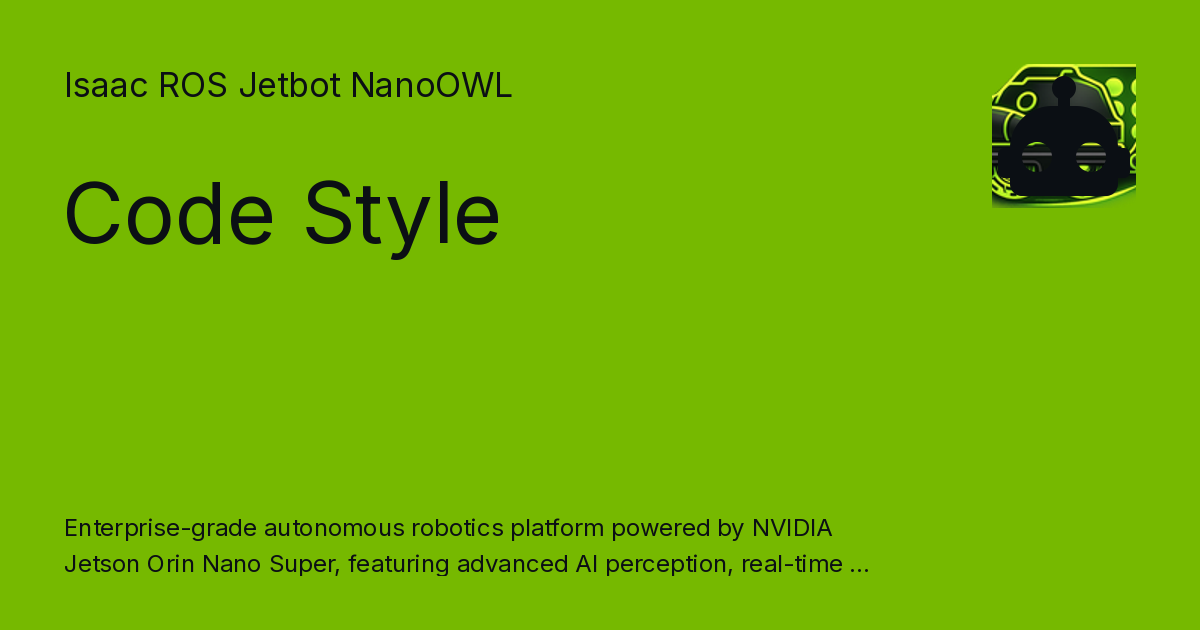 Isaac ROS Jetbot NanoOWL
Code Style
Enterprise-grade autonomous robotics platform powered by NVIDIA
Jetson Orin Nano Super, featuring advanced AI perception, real-time ...